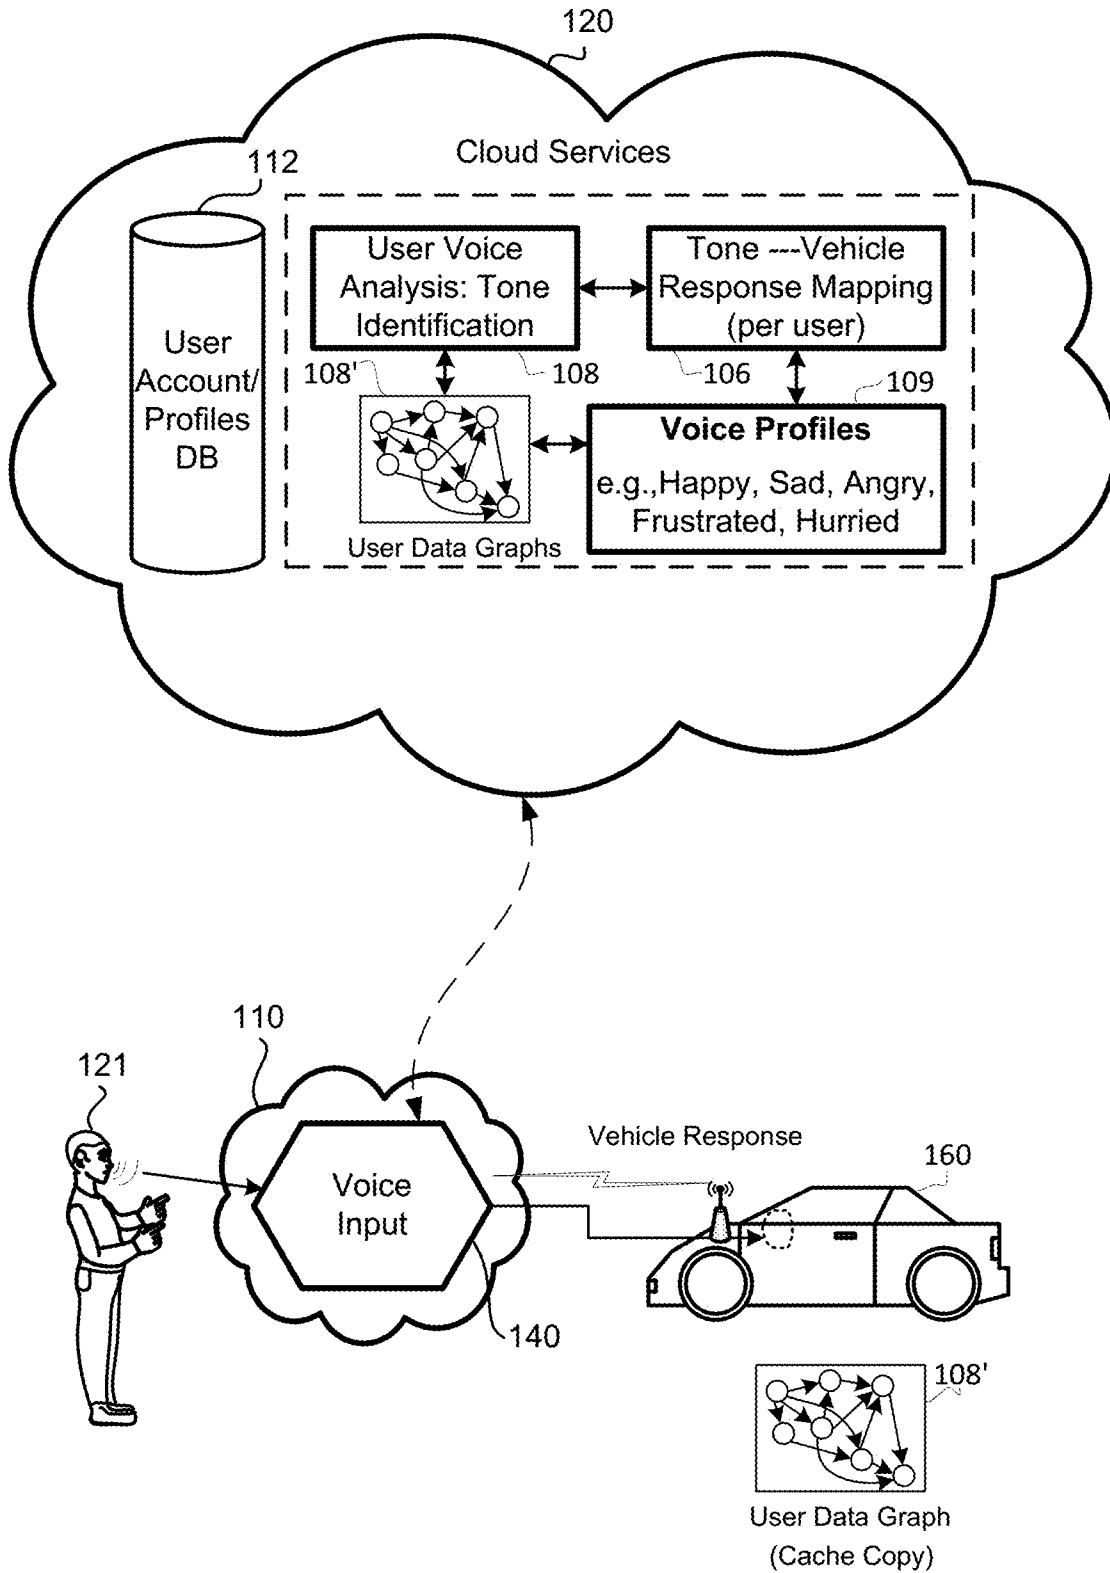 120
Cloud Services
112
User
Account/
Profiles
DB
User Voice
Analysis: Tone
Identification
Tone ---Vehicle
Response Mapping
(per user)
108'
108
106
109
Voice Profiles
e.g.,Happy, Sad, Angry,
Frustrated, Hurried
User Data Graphs
110
121
Voice
Input
Vehicle Response
160
140
108'
User Data Graph
(Cache Copy)